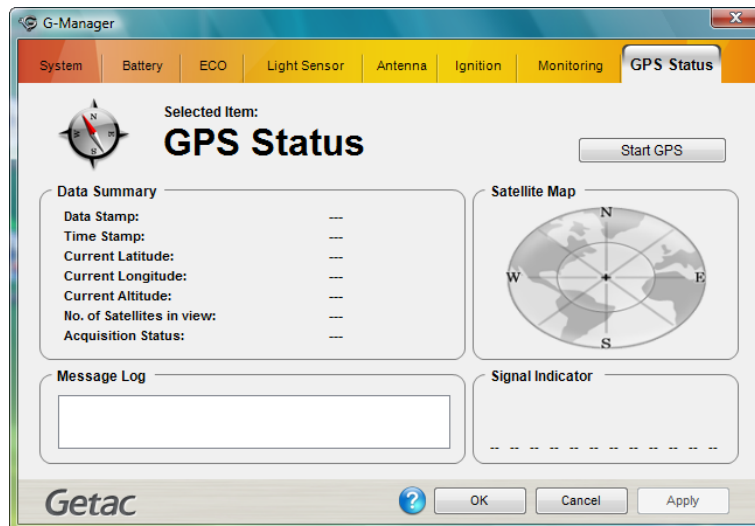 G-Manager
System Battery ECO Light Sensor Antenna Ignition Monitoring GPS Status
Selected Item:
GPS Status
Start GPS
Data Summary
Data Stamp: ---
Time Stamp: ---
Current Latitude: ---
Current Longitude: ---
Current Altitude: ---
No. of Satellites in view: ---
Acquisition Status: ---
Satellite Map
N
W E
S
Message Log
Signal Indicator
-- -- -- -- -- -- -- -- -- -- -- --
Getac
? OK Cancel Apply